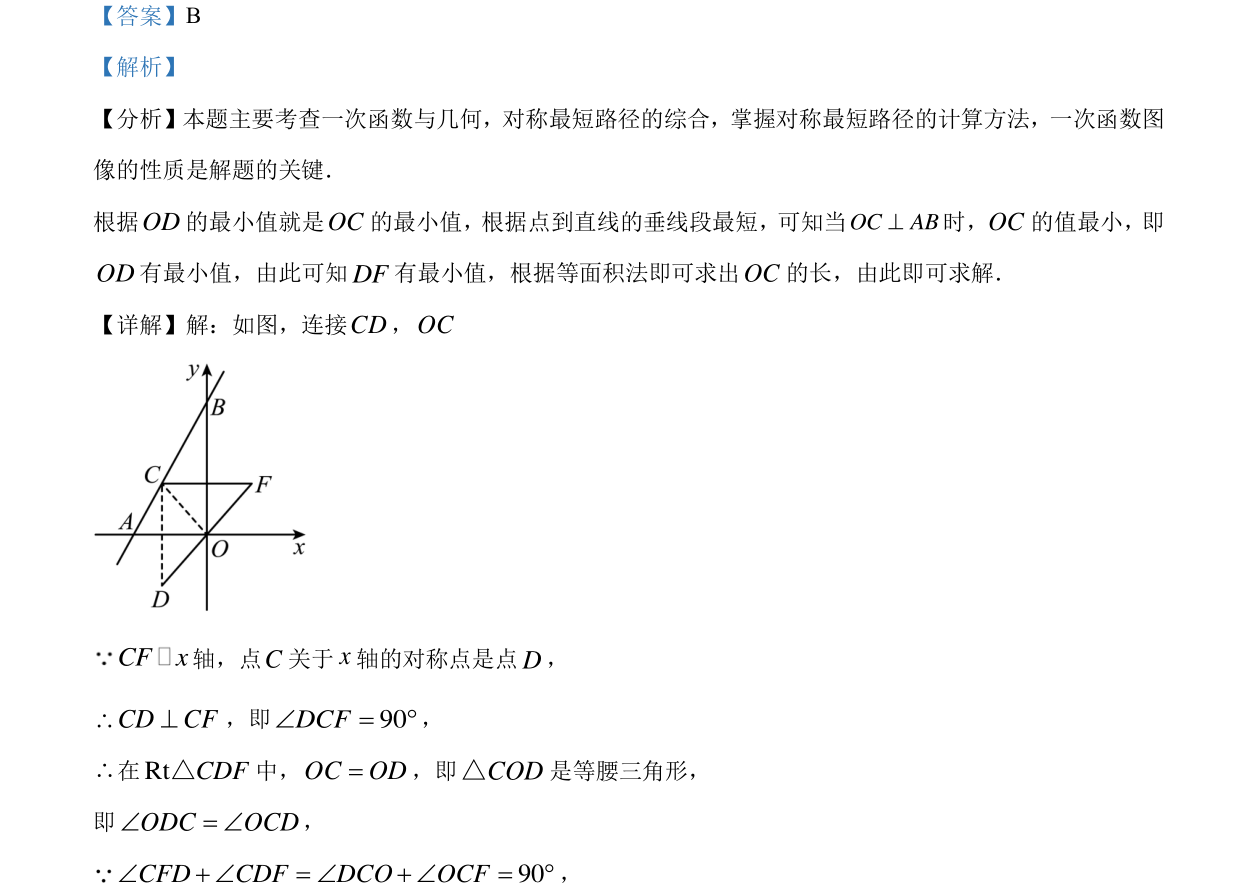 【答案】B
【解析】
【分析】本题主要考查一次函数与几何，对称最短路径的综合，掌握对称最短路径的计算方法，一次函数图
像的性质是解题的关键．
根据OD的最小值就是OC的最小值，根据点到直线的垂线段最短，可知当OC⊥AB时，OC的值最小，即
OD有最小值，由此可知DF有最小值，根据等面积法即可求出OC的长，由此即可求解．
【详解】解：如图，连接CD，OC
y
B
C
F
A
O
x
D
∵CF□x轴，点C关于x轴的对称点是点D，
∴CD⊥CF，即∠DCF=90°，
∴在Rt△CDF中，OC=OD，即△COD是等腰三角形，
即∠ODC=∠OCD，
∵∠CFD+∠CDF=∠DCO+∠OCF=90°，